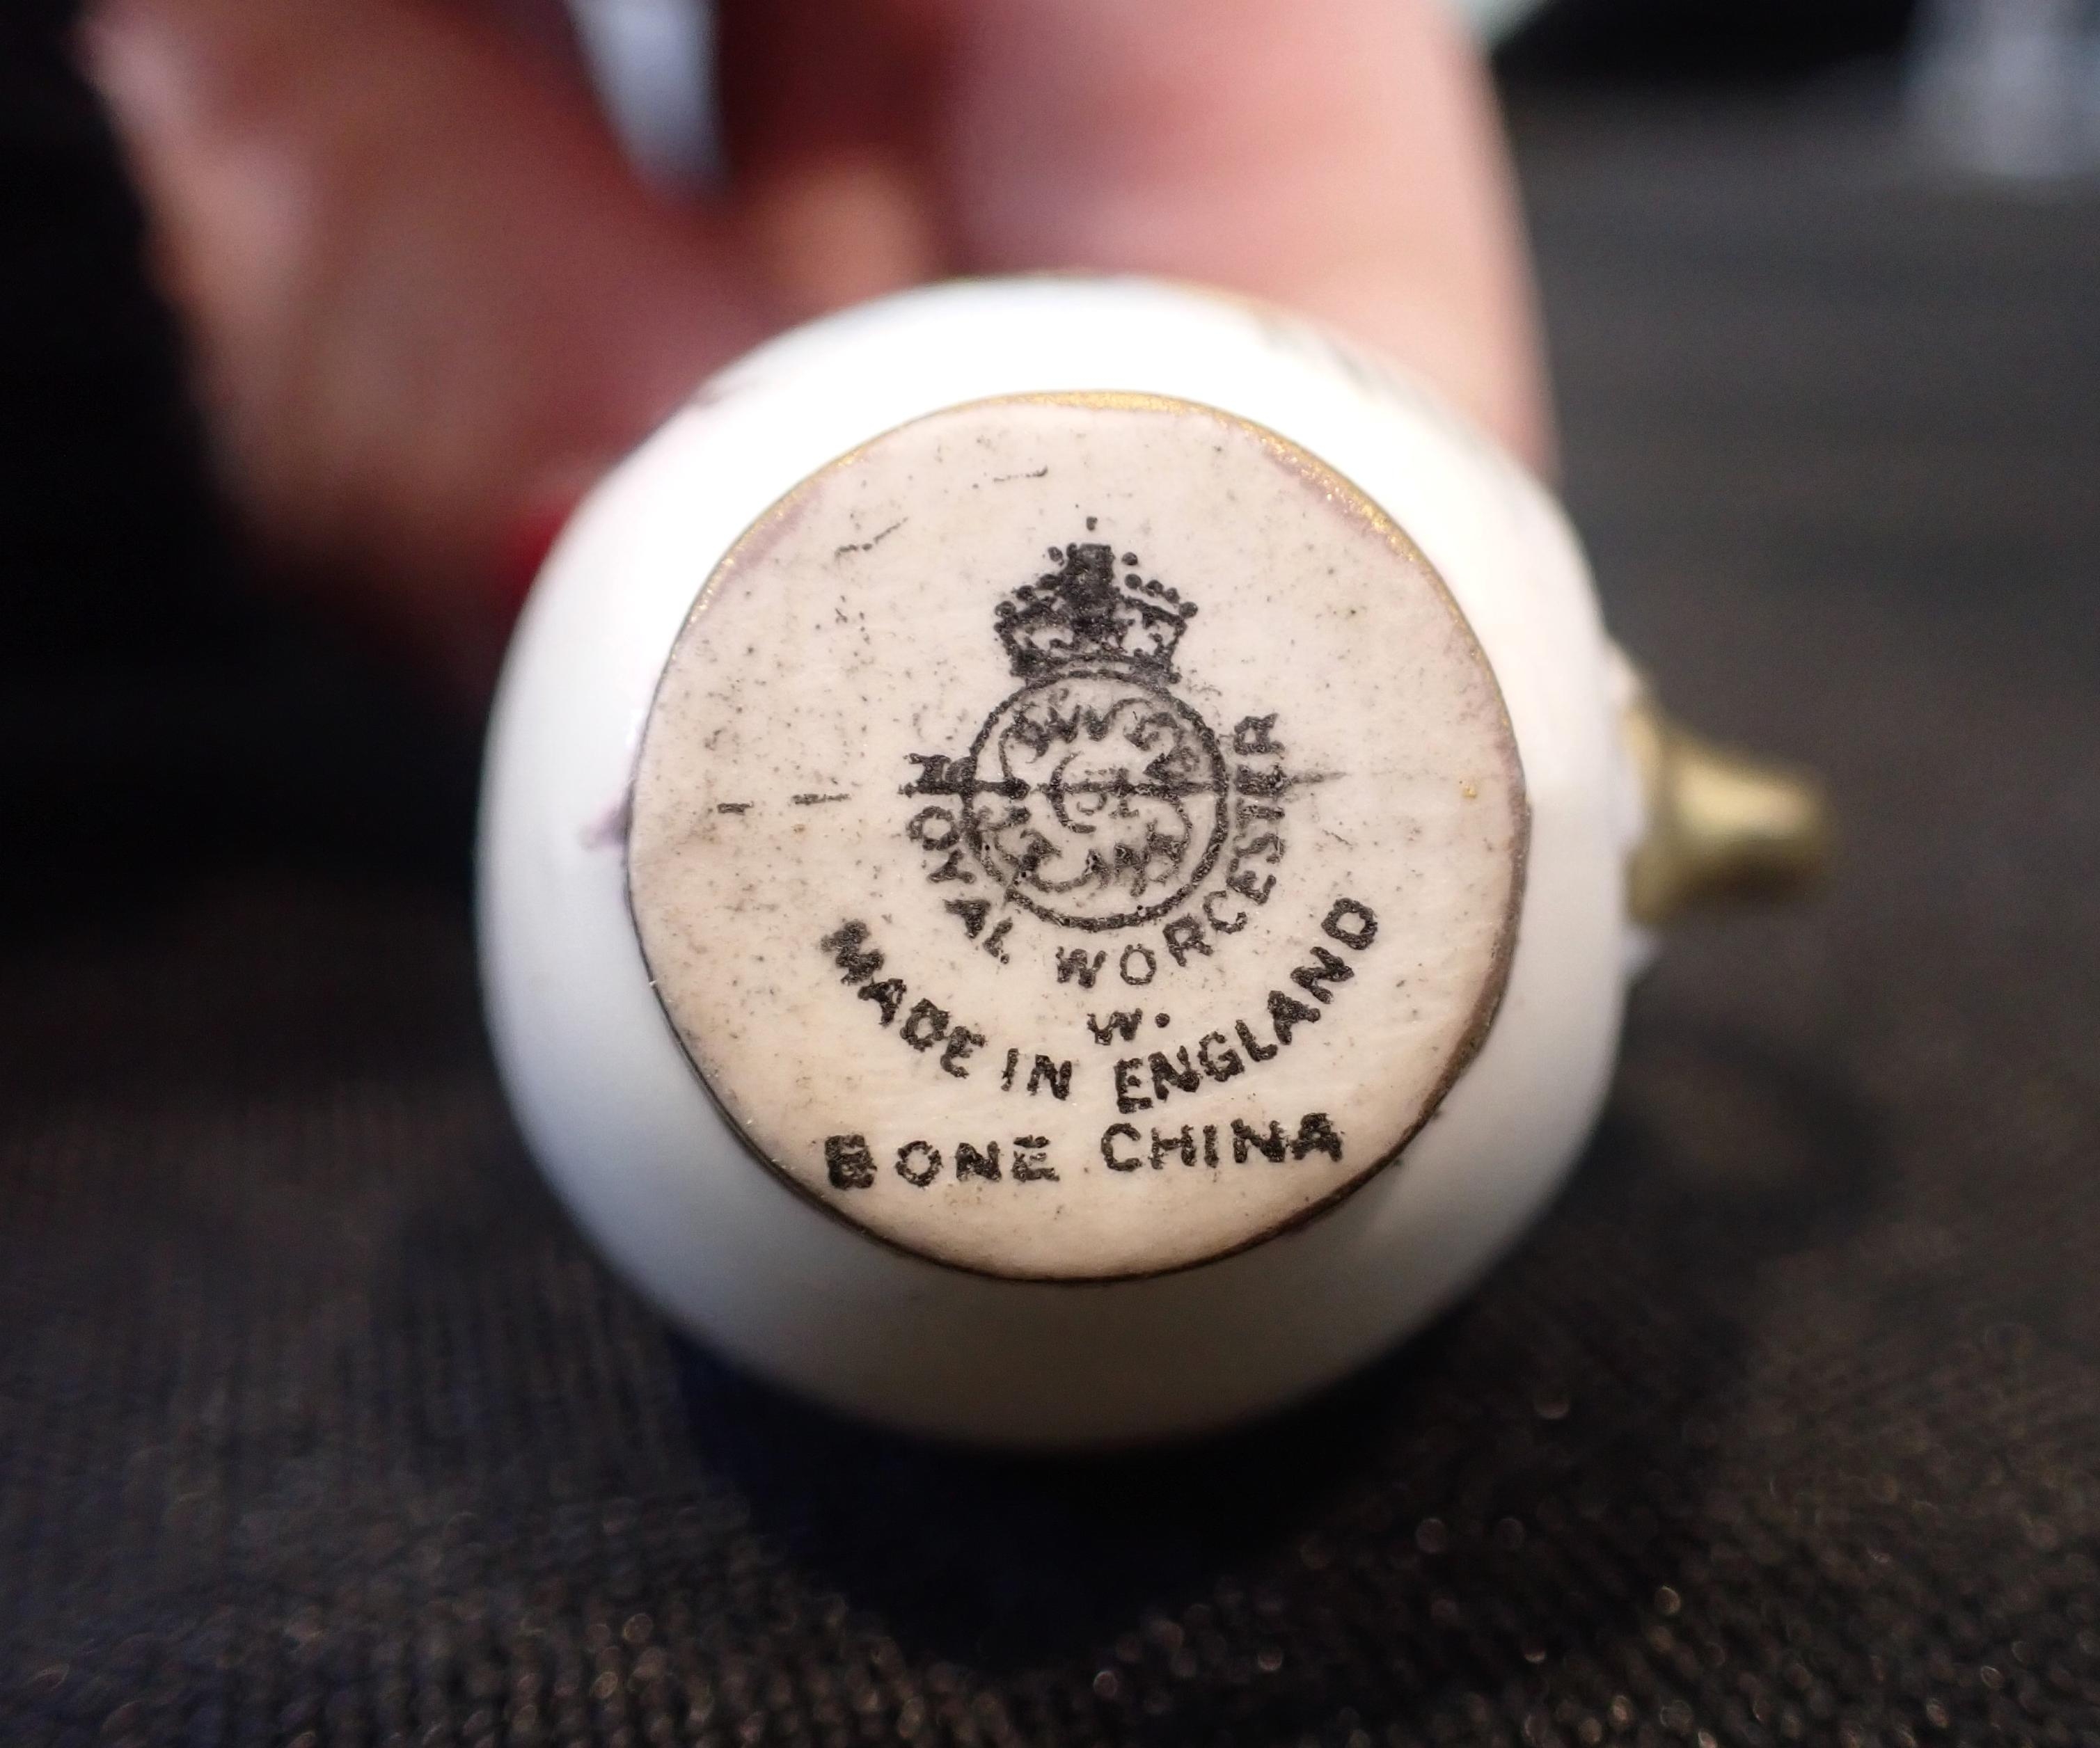 ROYAL WORCESTER
W.
MADE IN ENGLAND
BONE CHINA